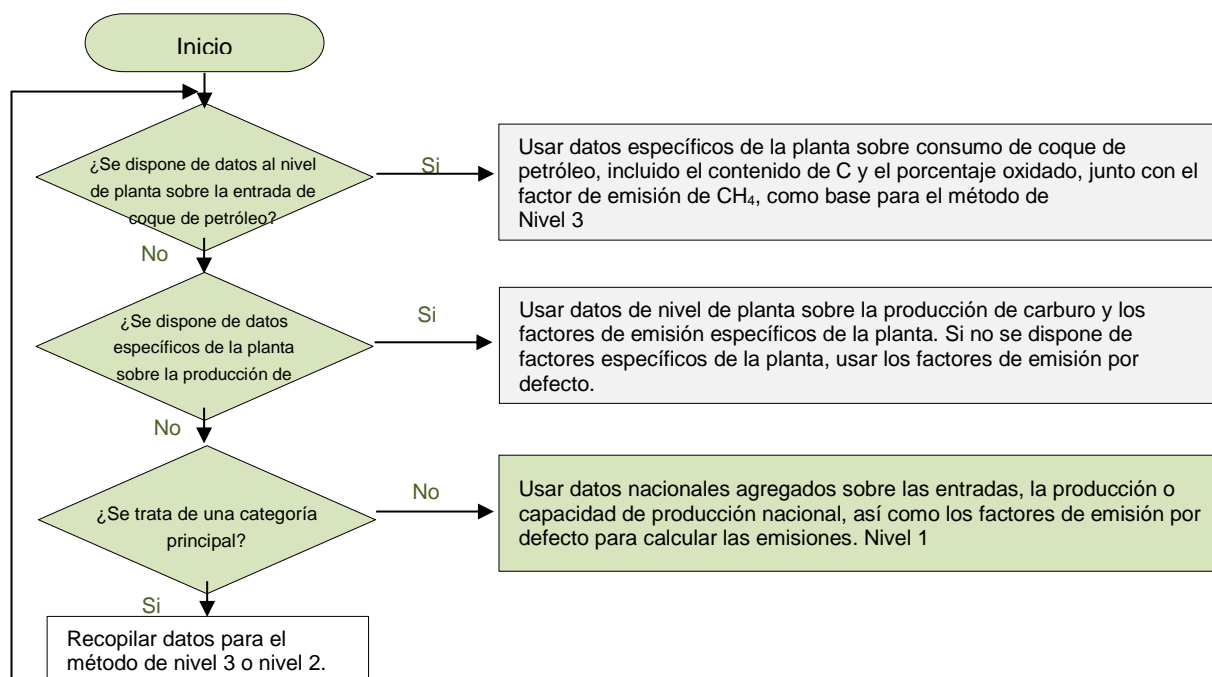 Inicio
¿Se dispone de datos al nivel
de planta sobre la entrada de
coque de petróleo?
Si
Usar datos específicos de la planta sobre consumo de coque de
petróleo, incluido el contenido de C y el porcentaje oxidado, junto con el
factor de emisión de CH₄, como base para el método de
Nivel 3
No
¿Se dispone de datos
específicos de la planta
sobre la producción de
Si
Usar datos de nivel de planta sobre la producción de carburo y los
factores de emisión específicos de la planta. Si no se dispone de
factores específicos de la planta, usar los factores de emisión por
defecto.
No
¿Se trata de una categoría
principal?
No
Usar datos nacionales agregados sobre las entradas, la producción o
capacidad de producción nacional, así como los factores de emisión por
defecto para calcular las emisiones. Nivel 1
Si
Recopilar datos para el
método de nivel 3 o nivel 2.